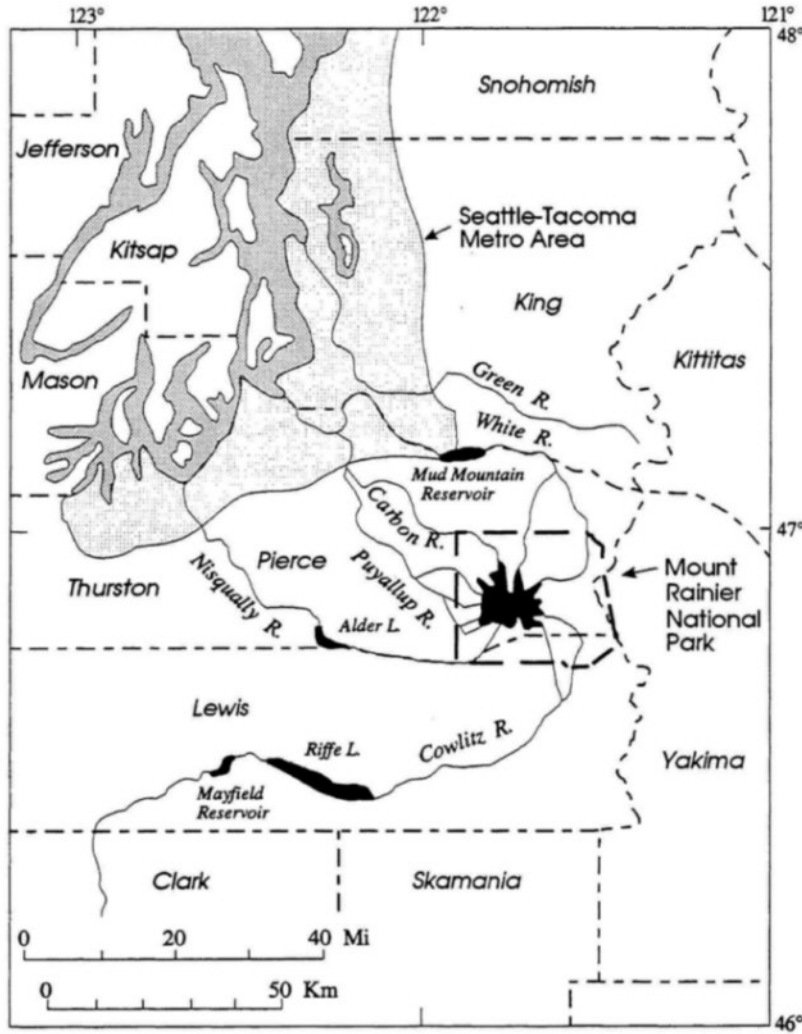 123°
122°
121°
48°
Snohomish
Jefferson
Seattle-Tacoma
Metro Area
Kitsap
King
Kittitas
Mason
Green R.
White R.
Mud Mountain
Reservoir
47°
Carbon R.
Pierce
Mount
Rainier
National
Park
Thurston
Nisqually R.
Puyallup R.
Alder L.
Lewis
Riffe L.
Cowlitz R.
Yakima
Mayfield
Reservoir
Clark
Skamania
0 20 40 Mi
0 50 Km
46°